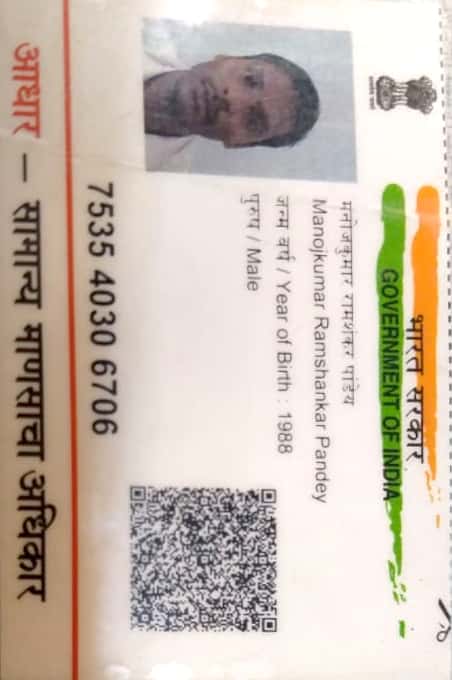 भारत सरकार
GOVERNMENT OF INDIA
मनोजकुमार रामशंकर पांडेय
Manojkumar Ramshankar Pandey
जन्म वर्ष / Year of Birth : 1988
पुरुष / Male
7535 4030 6706
आधार – सामान्य माणसाचा अधिकार